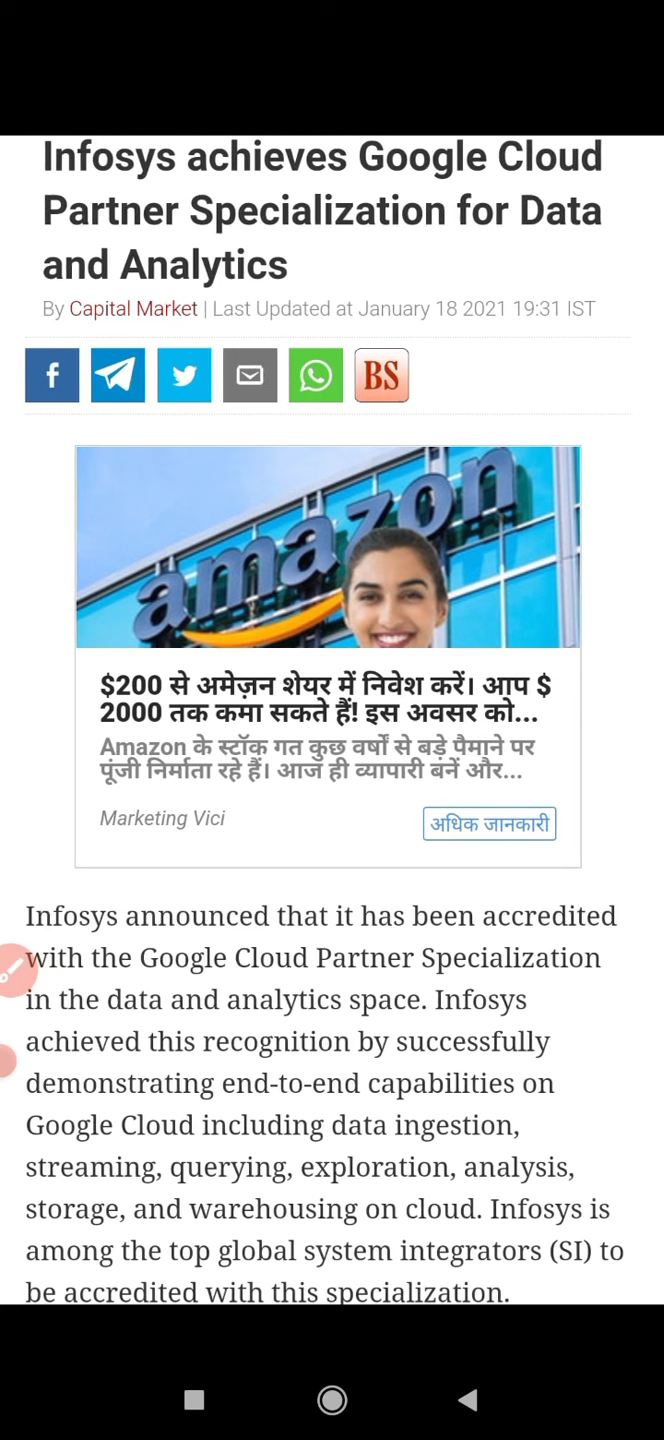 Infosys achieves Google Cloud
Partner Specialization for Data
and Analytics
By Capital Market | Last Updated at January 18 2021 19:31 IST
BS
amazon
$200 से अमेज़न शेयर में निवेश करें। आप $
2000 तक कमा सकते हैं! इस अवसर को...
Amazon के स्टॉक गत कुछ वर्षों से बड़े पैमाने पर
पूंजी निर्माता रहे हैं। आज ही व्यापारी बनें और...
Marketing Vici
अधिक जानकारी
Infosys announced that it has been accredited
with the Google Cloud Partner Specialization
in the data and analytics space. Infosys
achieved this recognition by successfully
demonstrating end-to-end capabilities on
Google Cloud including data ingestion,
streaming, querying, exploration, analysis,
storage, and warehousing on cloud. Infosys is
among the top global system integrators (SI) to
be accredited with this specialization.